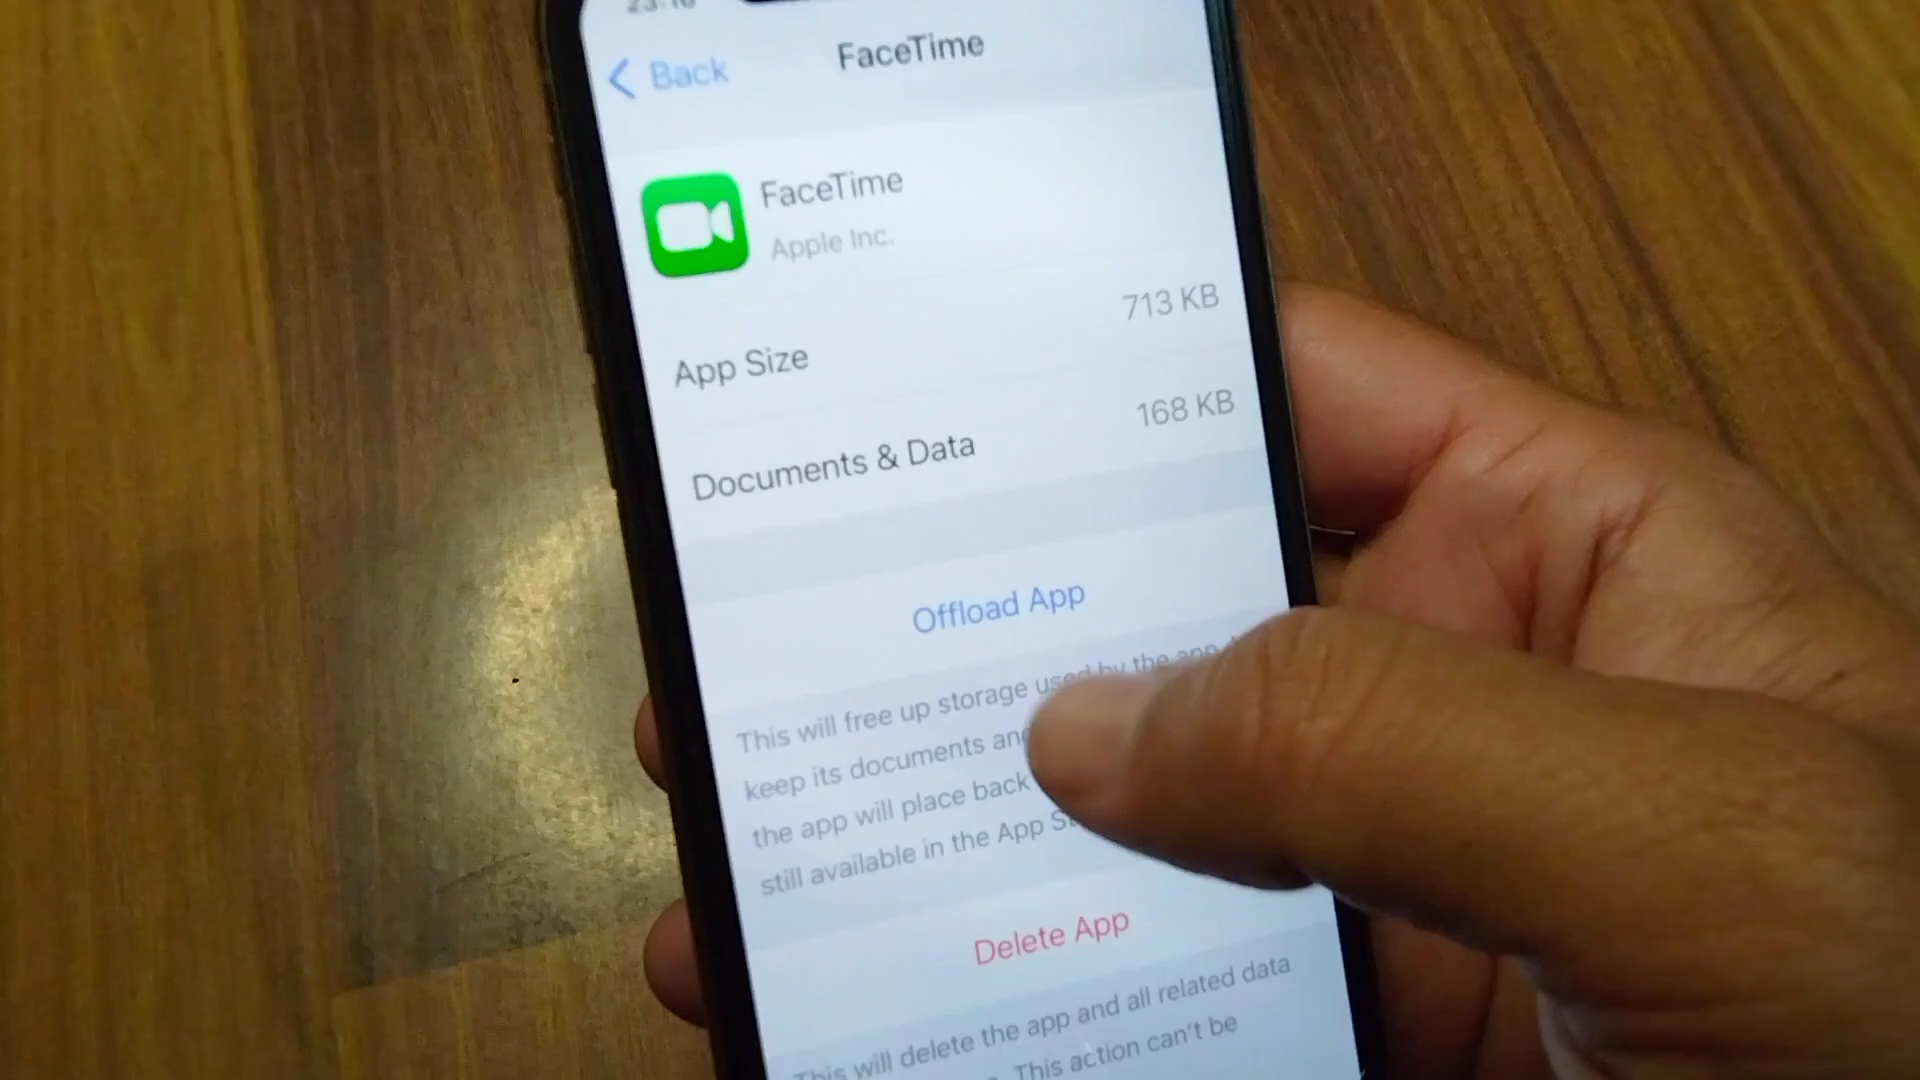 Back
FaceTime
FaceTime
Apple Inc.
App Size
713 KB
Documents & Data
168 KB
Offload App
This will free up storage used by the app
keep its documents
the app will place back
still available in the App
Delete App
This will delete the app and all related data
This action can't be